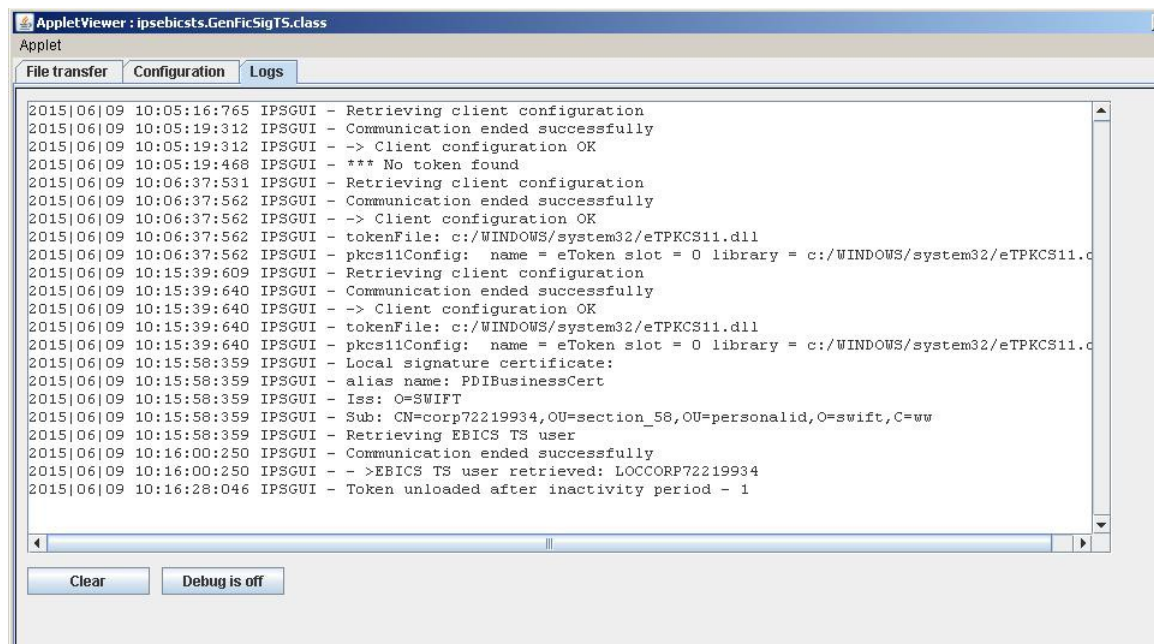 AppletViewer : ipsebicsts.GenFicSigTS.class
Applet
File transfer Configuration Logs
2015|06|09 10:05:16:765 IPSGUI - Retrieving client configuration
2015|06|09 10:05:19:312 IPSGUI - Communication ended successfully
2015|06|09 10:05:19:312 IPSGUI - -> Client configuration OK
2015|06|09 10:05:19:468 IPSGUI - *** No token found
2015|06|09 10:06:37:531 IPSGUI - Retrieving client configuration
2015|06|09 10:06:37:562 IPSGUI - Communication ended successfully
2015|06|09 10:06:37:562 IPSGUI - -> Client configuration OK
2015|06|09 10:06:37:562 IPSGUI - tokenFile: c:/WINDOWS/system32/eTPKCS11.dll
2015|06|09 10:06:37:562 IPSGUI - pkcs11Config:  name = eToken slot = 0 library = c:/WINDOWS/system32/eTPKCS11.d
2015|06|09 10:15:39:609 IPSGUI - Retrieving client configuration
2015|06|09 10:15:39:640 IPSGUI - Communication ended successfully
2015|06|09 10:15:39:640 IPSGUI - -> Client configuration OK
2015|06|09 10:15:39:640 IPSGUI - tokenFile: c:/WINDOWS/system32/eTPKCS11.dll
2015|06|09 10:15:39:640 IPSGUI - pkcs11Config:  name = eToken slot = 0 library = c:/WINDOWS/system32/eTPKCS11.d
2015|06|09 10:15:58:359 IPSGUI - Local signature certificate:
2015|06|09 10:15:58:359 IPSGUI - alias name: PDIBusinessCert
2015|06|09 10:15:58:359 IPSGUI - Iss: O=SWIFT
2015|06|09 10:15:58:359 IPSGUI - Sub: CN=corp72219934,OU=section_58,OU=personalid,O=swift,C=ww
2015|06|09 10:15:58:359 IPSGUI - Retrieving EBICS TS user
2015|06|09 10:16:00:250 IPSGUI - Communication ended successfully
2015|06|09 10:16:00:250 IPSGUI - - >EBICS TS user retrieved: LOCCORP72219934
2015|06|09 10:16:28:046 IPSGUI - Token unloaded after inactivity period - 1
Clear Debug is off